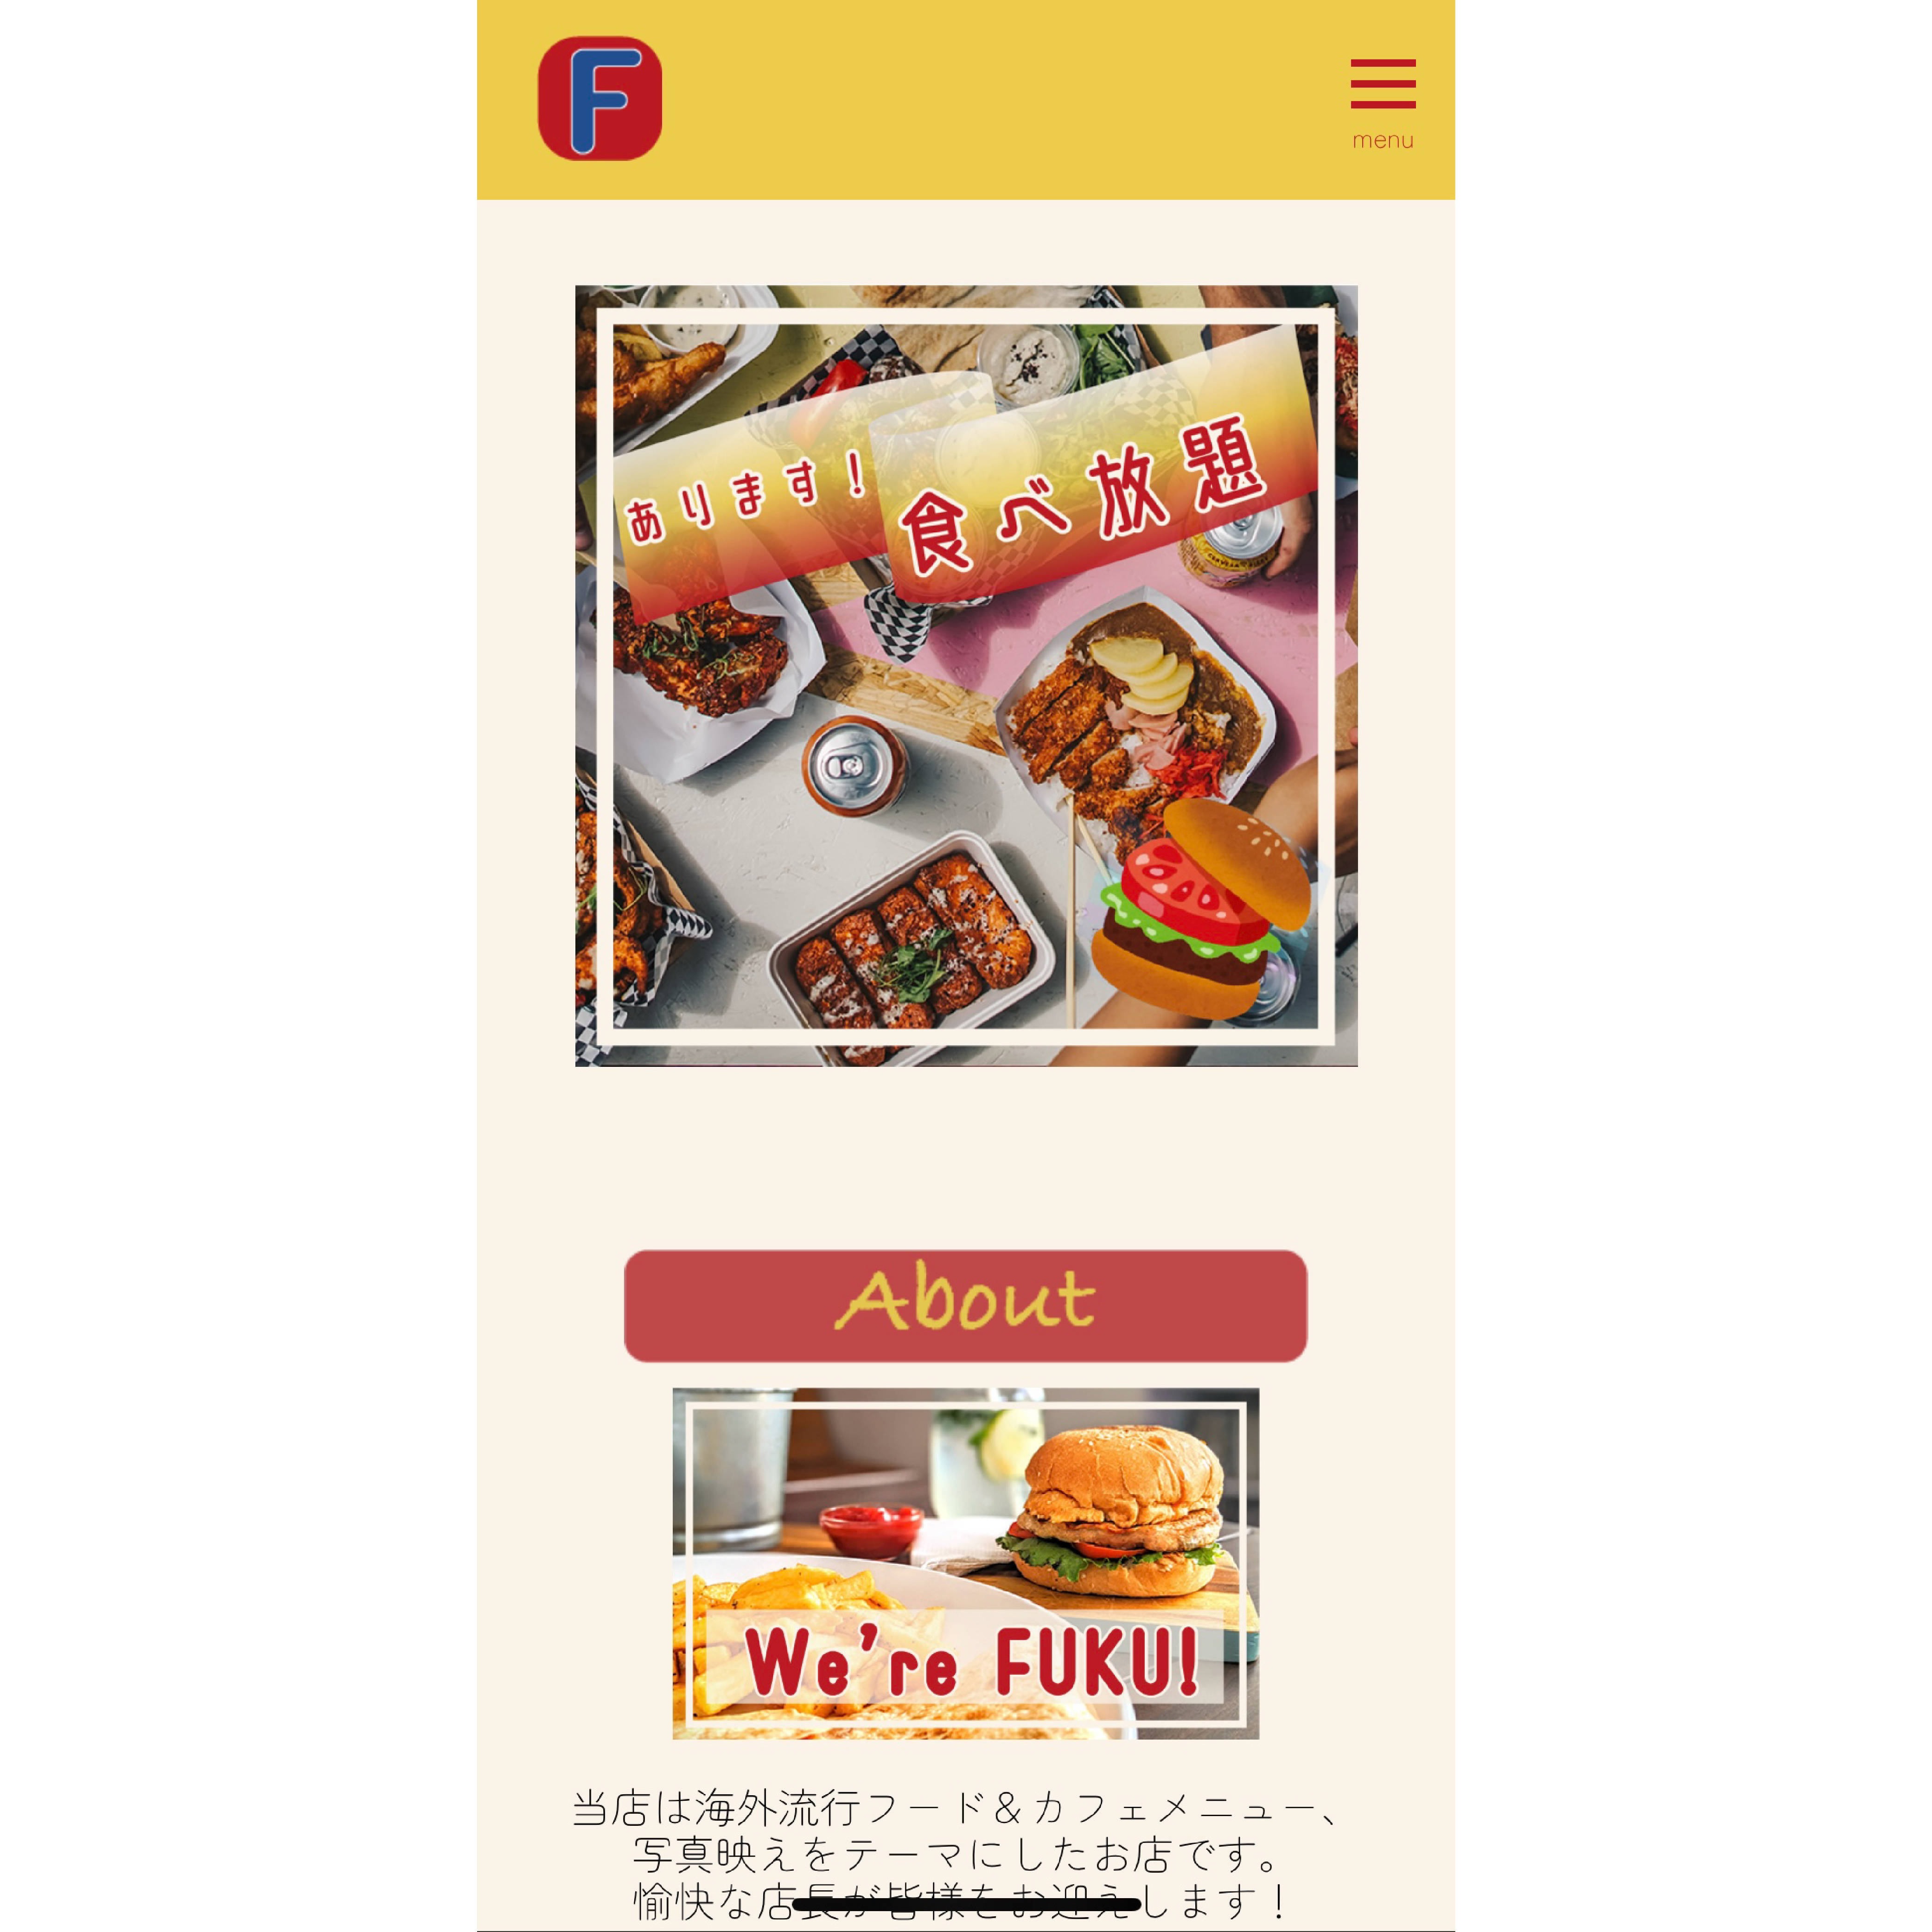 F
menu
あります！
食べ放題
About
We're FUKU!
当店は海外流行フード＆カフェメニュー、
写真映えをテーマにしたお店です。
愉快な店長が皆様をお迎えします！